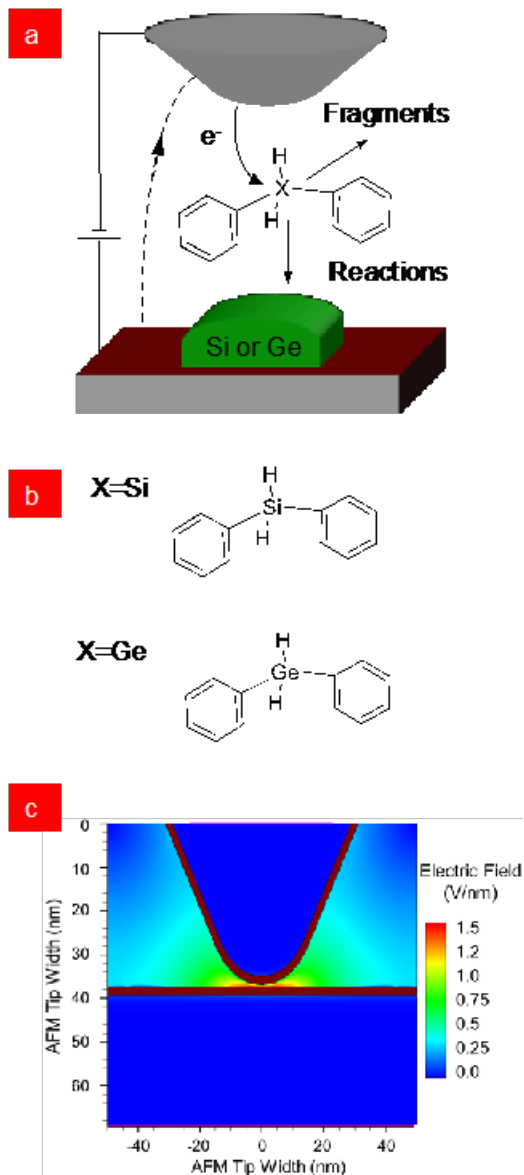 a
Fragments
e-
H
X
H
Reactions
Si or Ge
b
X=Si
H
Si
H
X=Ge
H
Ge
H
c
Electric Field
(V/nm)
1.5
1.2
1.0
0.75
0.5
0.25
0.0
AFM Tip Width (nm)
0
10
20
30
40
50
60
-40
-20
0
20
40
AFM Tip Width (nm)